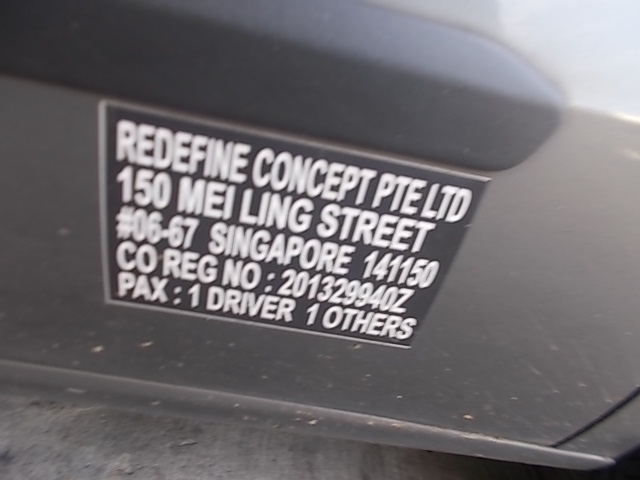 REDEFINE CONCEPT PTE LTD
150 MEI LING STREET
#06-67 SINGAPORE 141150
CO REG NO : 201329940Z
PAX : 1 DRIVER 1 OTHERS